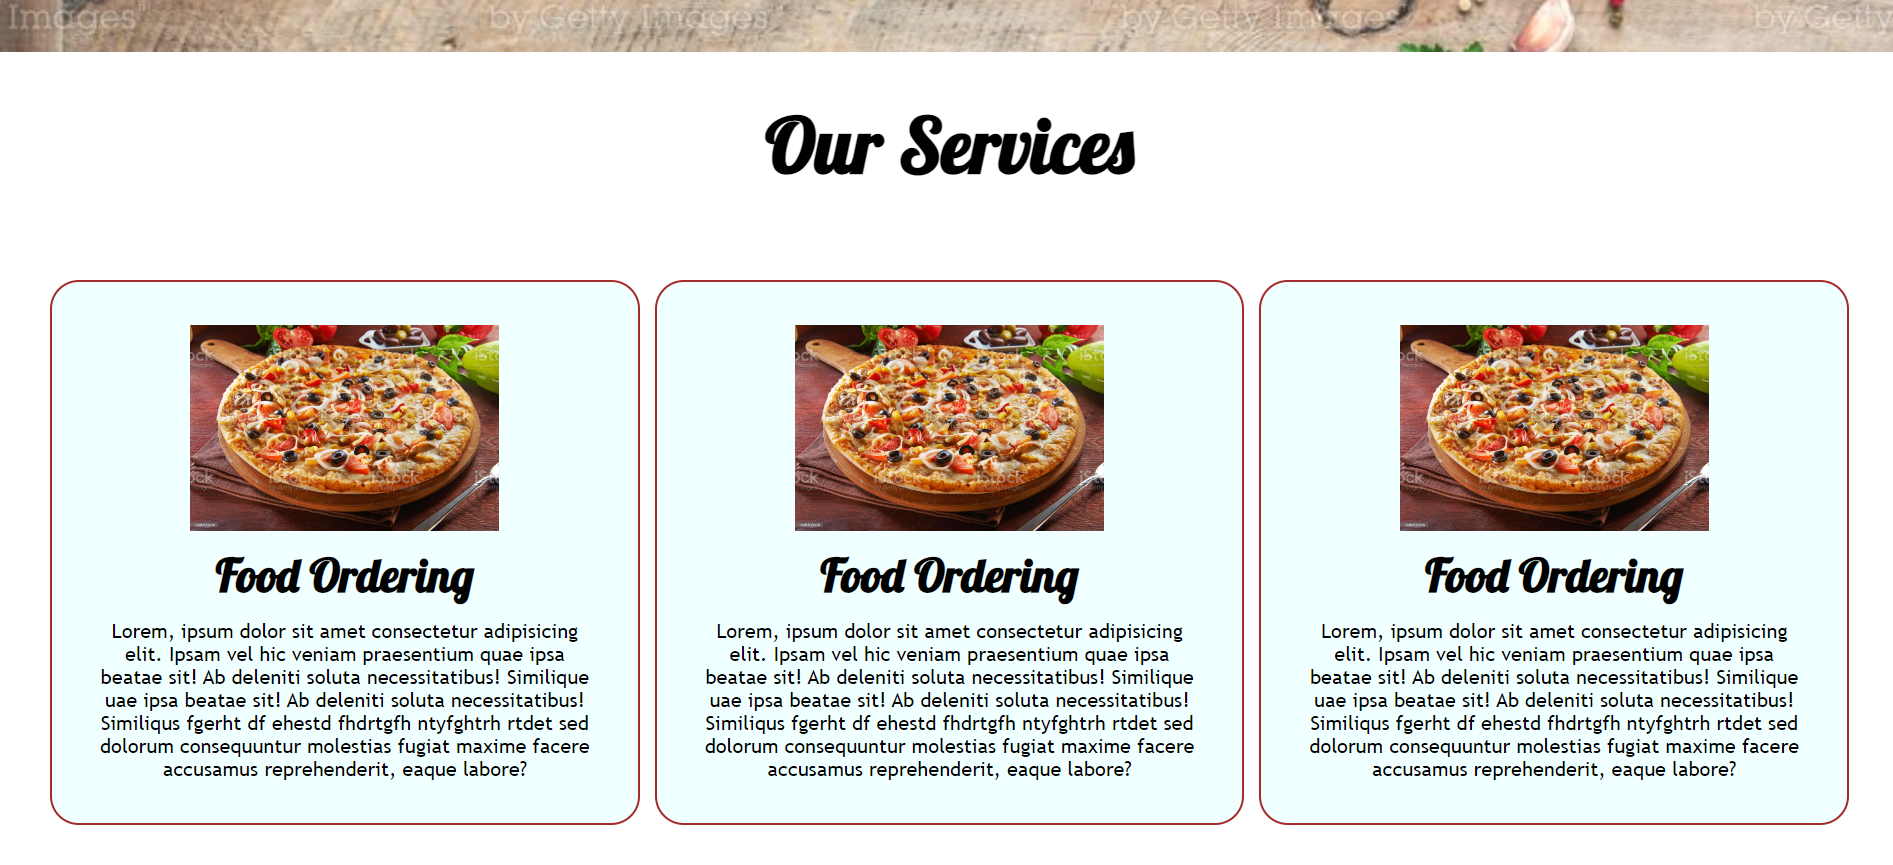 Images
by Getty Images
by Getty Images
by Getty
Our Services
Food Ordering
Lorem, ipsum dolor sit amet consectetur adipisicing
elit. Ipsam vel hic veniam praesentium quae ipsa
beatae sit! Ab deleniti soluta necessitatibus! Similique
uae ipsa beatae sit! Ab deleniti soluta necessitatibus!
Similiqus fgerht df ehestd fhdrtgfh ntyfghtrh rtdet sed
dolorum consequuntur molestias fugiat maxime facere
accusamus reprehenderit, eaque labore?
Food Ordering
Lorem, ipsum dolor sit amet consectetur adipisicing
elit. Ipsam vel hic veniam praesentium quae ipsa
beatae sit! Ab deleniti soluta necessitatibus! Similique
uae ipsa beatae sit! Ab deleniti soluta necessitatibus!
Similiqus fgerht df ehestd fhdrtgfh ntyfghtrh rtdet sed
dolorum consequuntur molestias fugiat maxime facere
accusamus reprehenderit, eaque labore?
Food Ordering
Lorem, ipsum dolor sit amet consectetur adipisicing
elit. Ipsam vel hic veniam praesentium quae ipsa
beatae sit! Ab deleniti soluta necessitatibus! Similique
uae ipsa beatae sit! Ab deleniti soluta necessitatibus!
Similiqus fgerht df ehestd fhdrtgfh ntyfghtrh rtdet sed
dolorum consequuntur molestias fugiat maxime facere
accusamus reprehenderit, eaque labore?